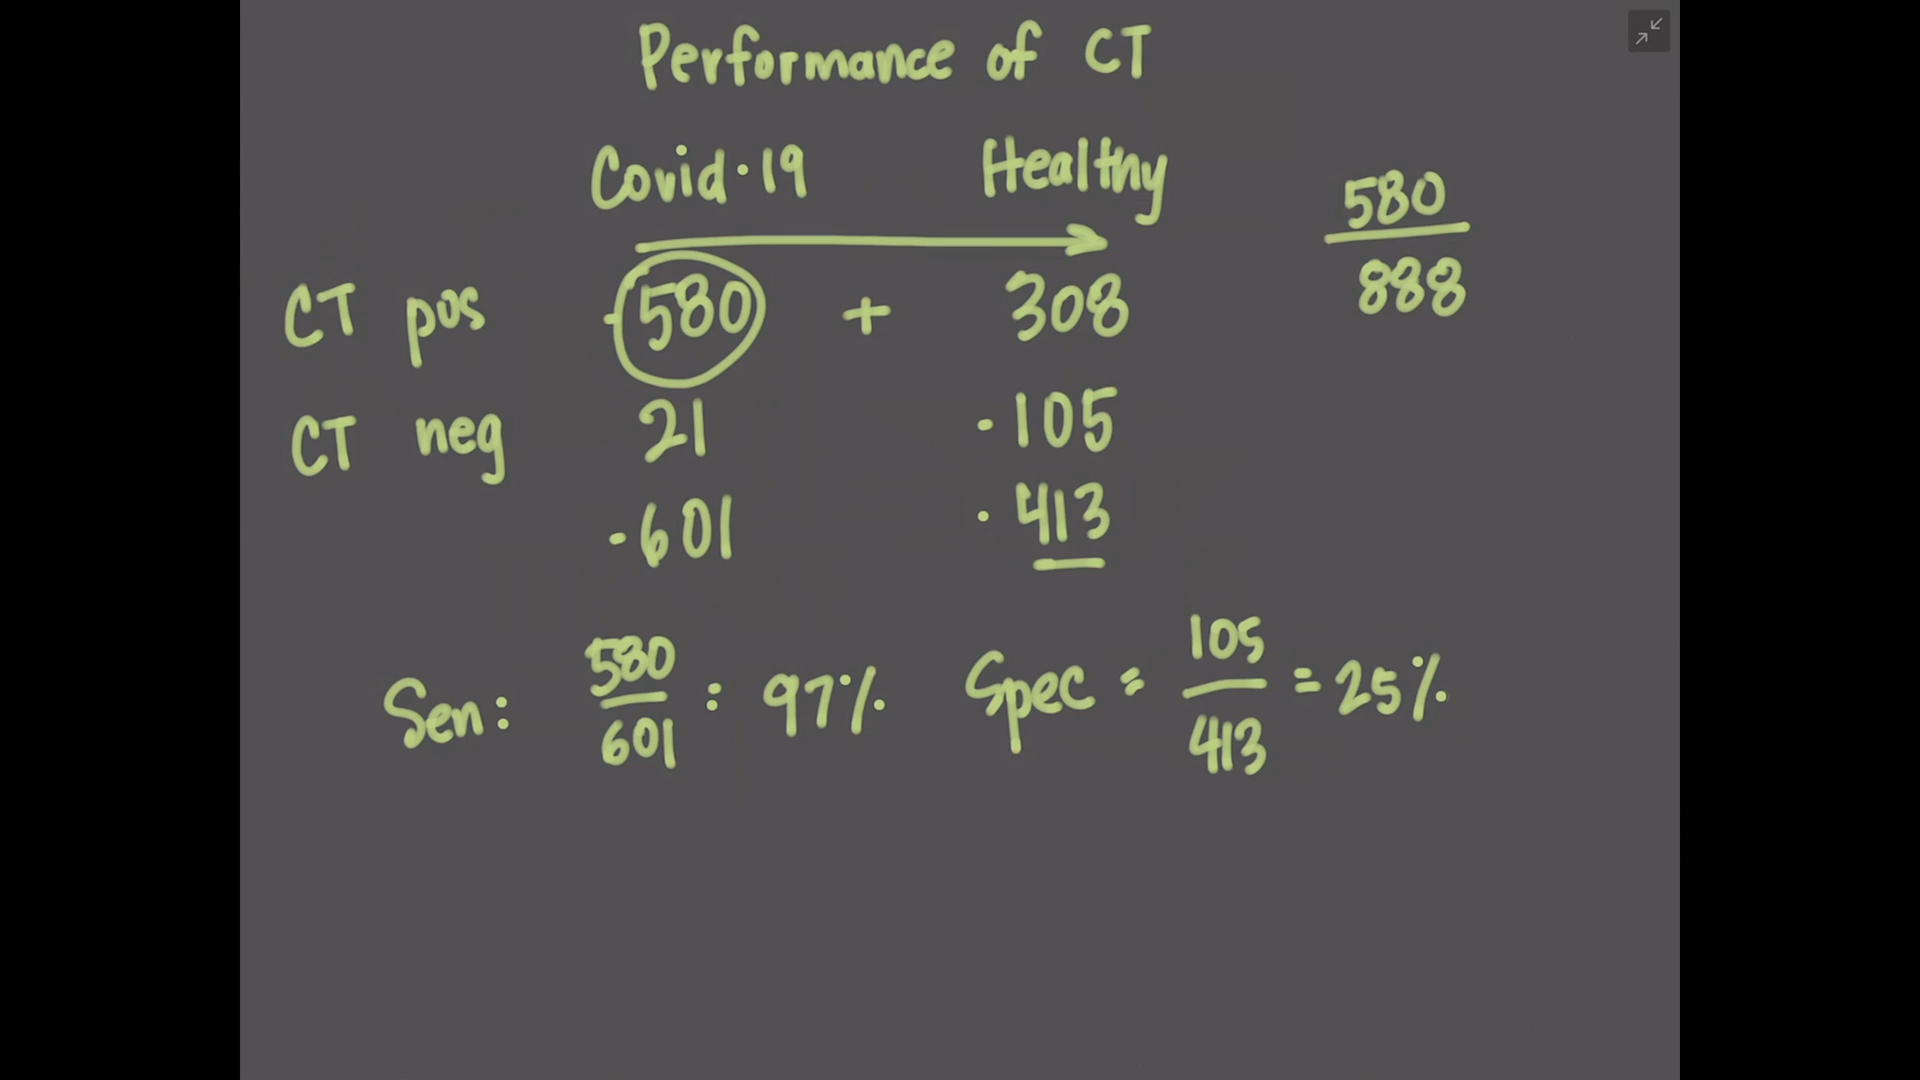 Performance of CT
Covid·19 Healthy
580
888
CT pos 580 + 308
CT neg 21 105
601 413
Sen: 580/601 : 97% Spec = 105/413 = 25%